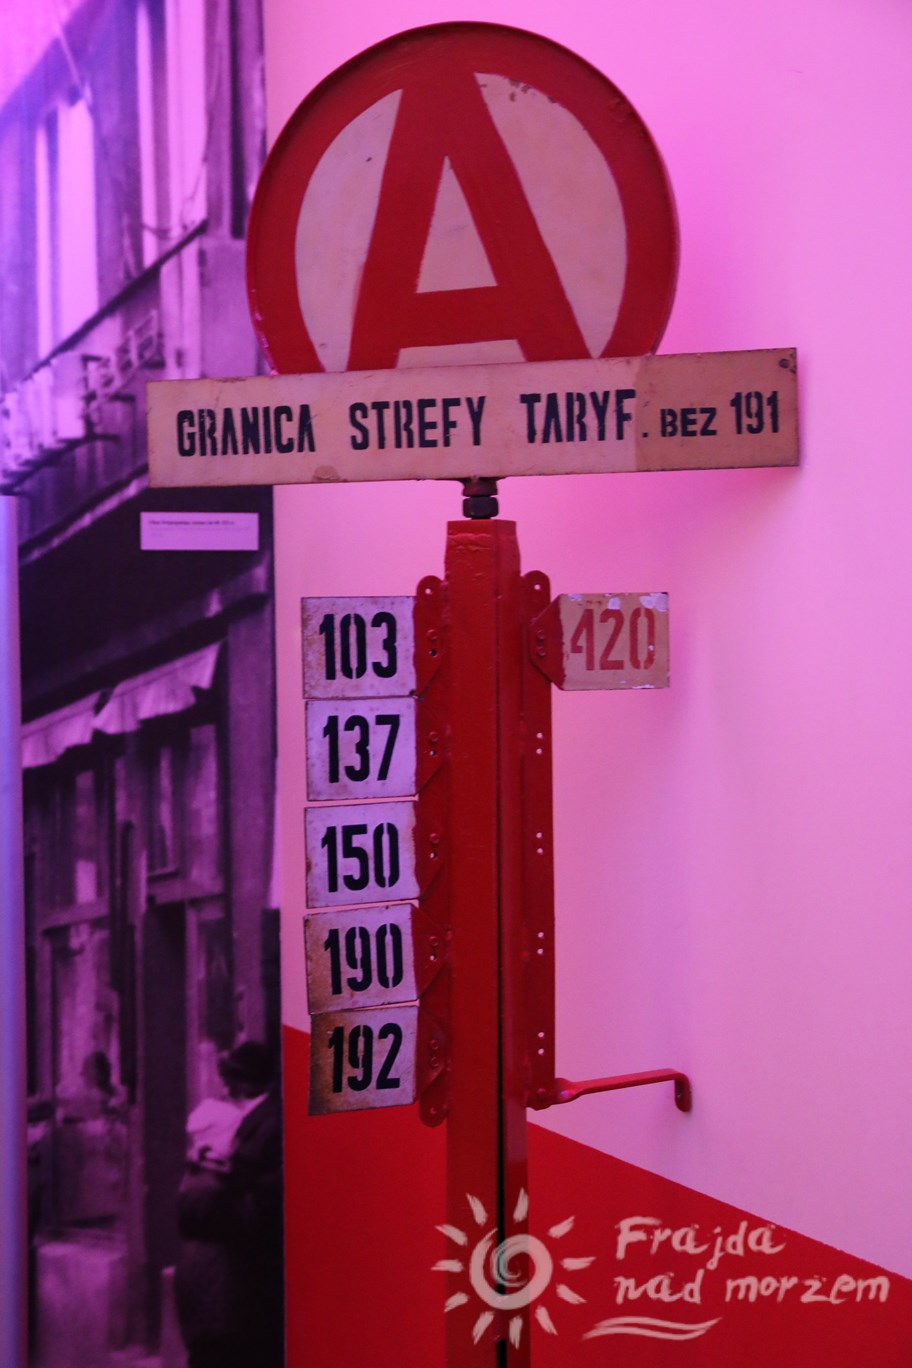 A
GRANICA STREFY TARYF. BEZ 191
103
420
137
150
190
192
Frajda
nad morzem